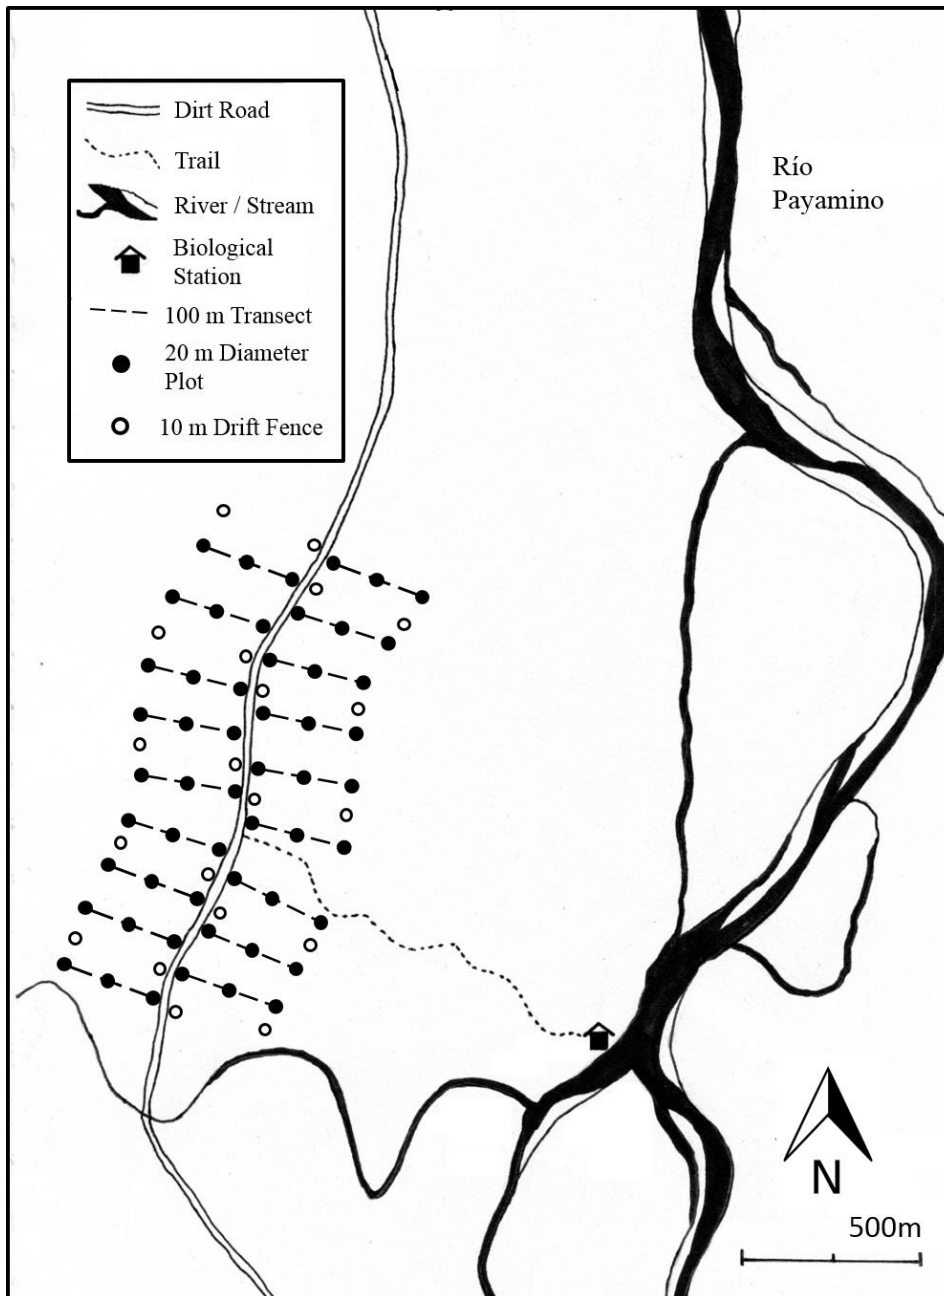 Dirt Road
Trail
River / Stream
Biological
Station
100 m Transect
20 m Diameter
Plot
10 m Drift Fence
Río
Payamino
N
500m